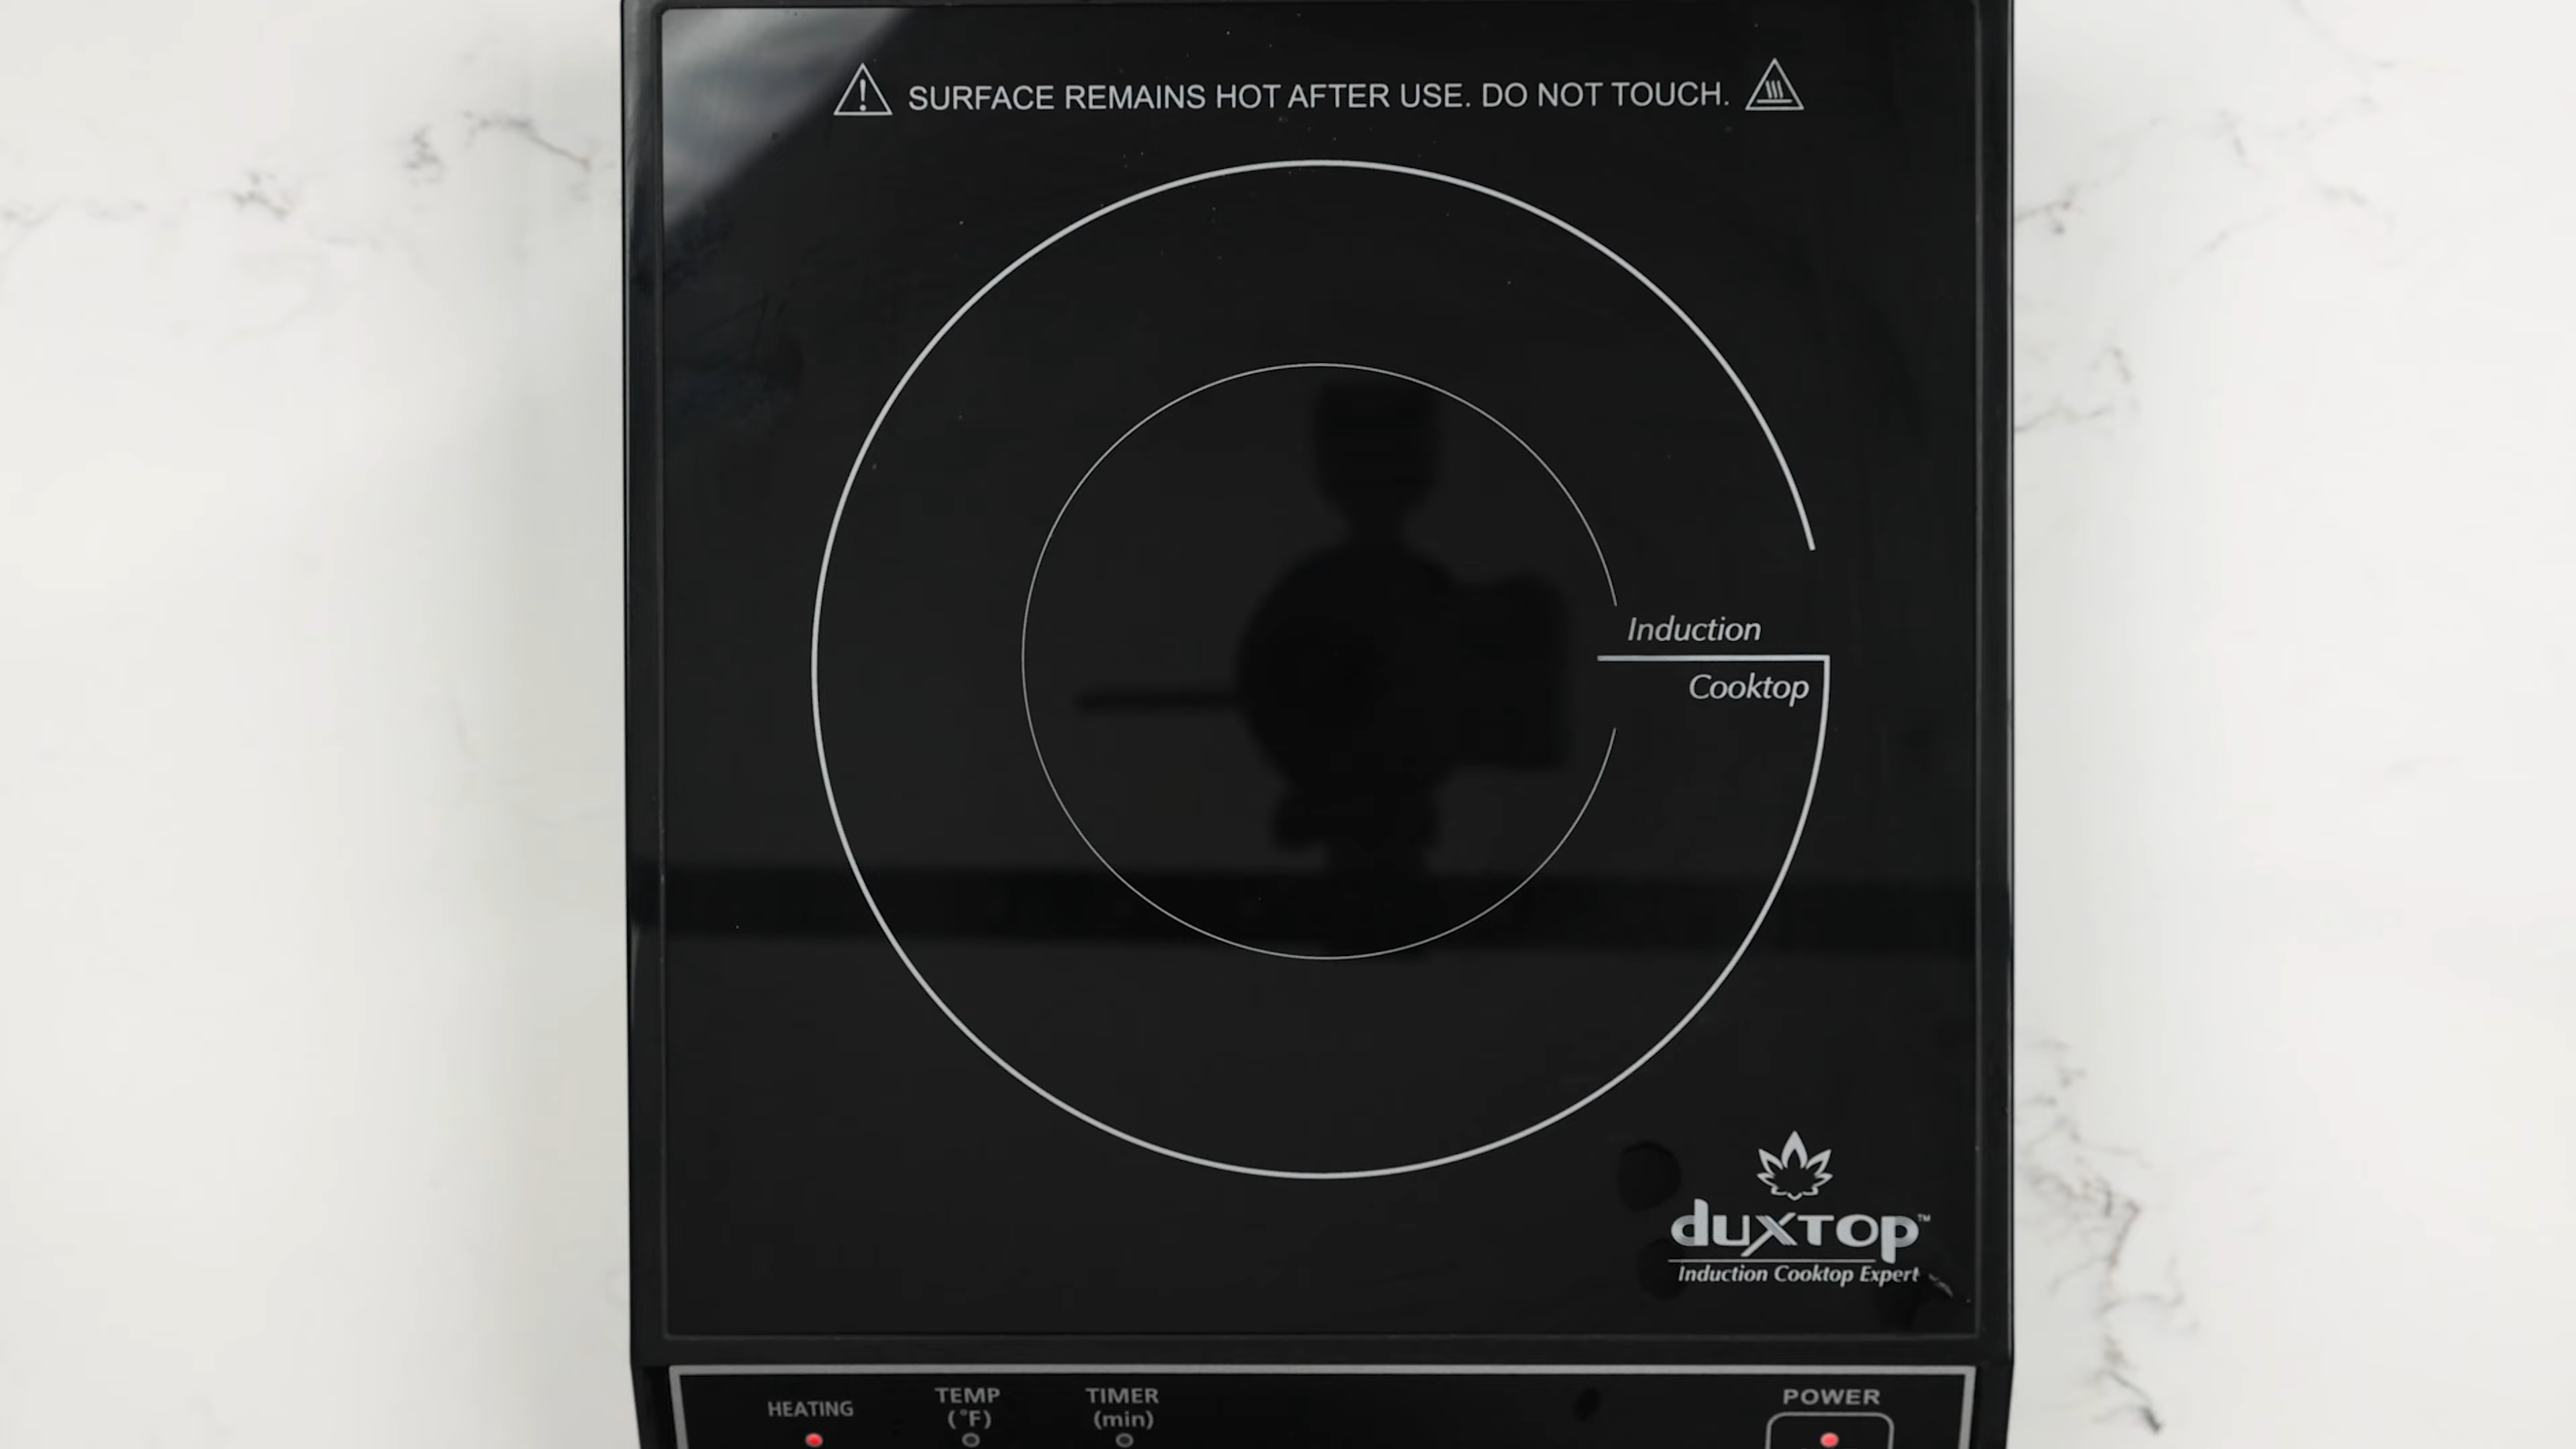 SURFACE REMAINS HOT AFTER USE. DO NOT TOUCH.
Induction
Cooktop
duxtop™
Induction Cooktop Expert
HEATING
TEMP
(°F)
TIMER
(min)
POWER